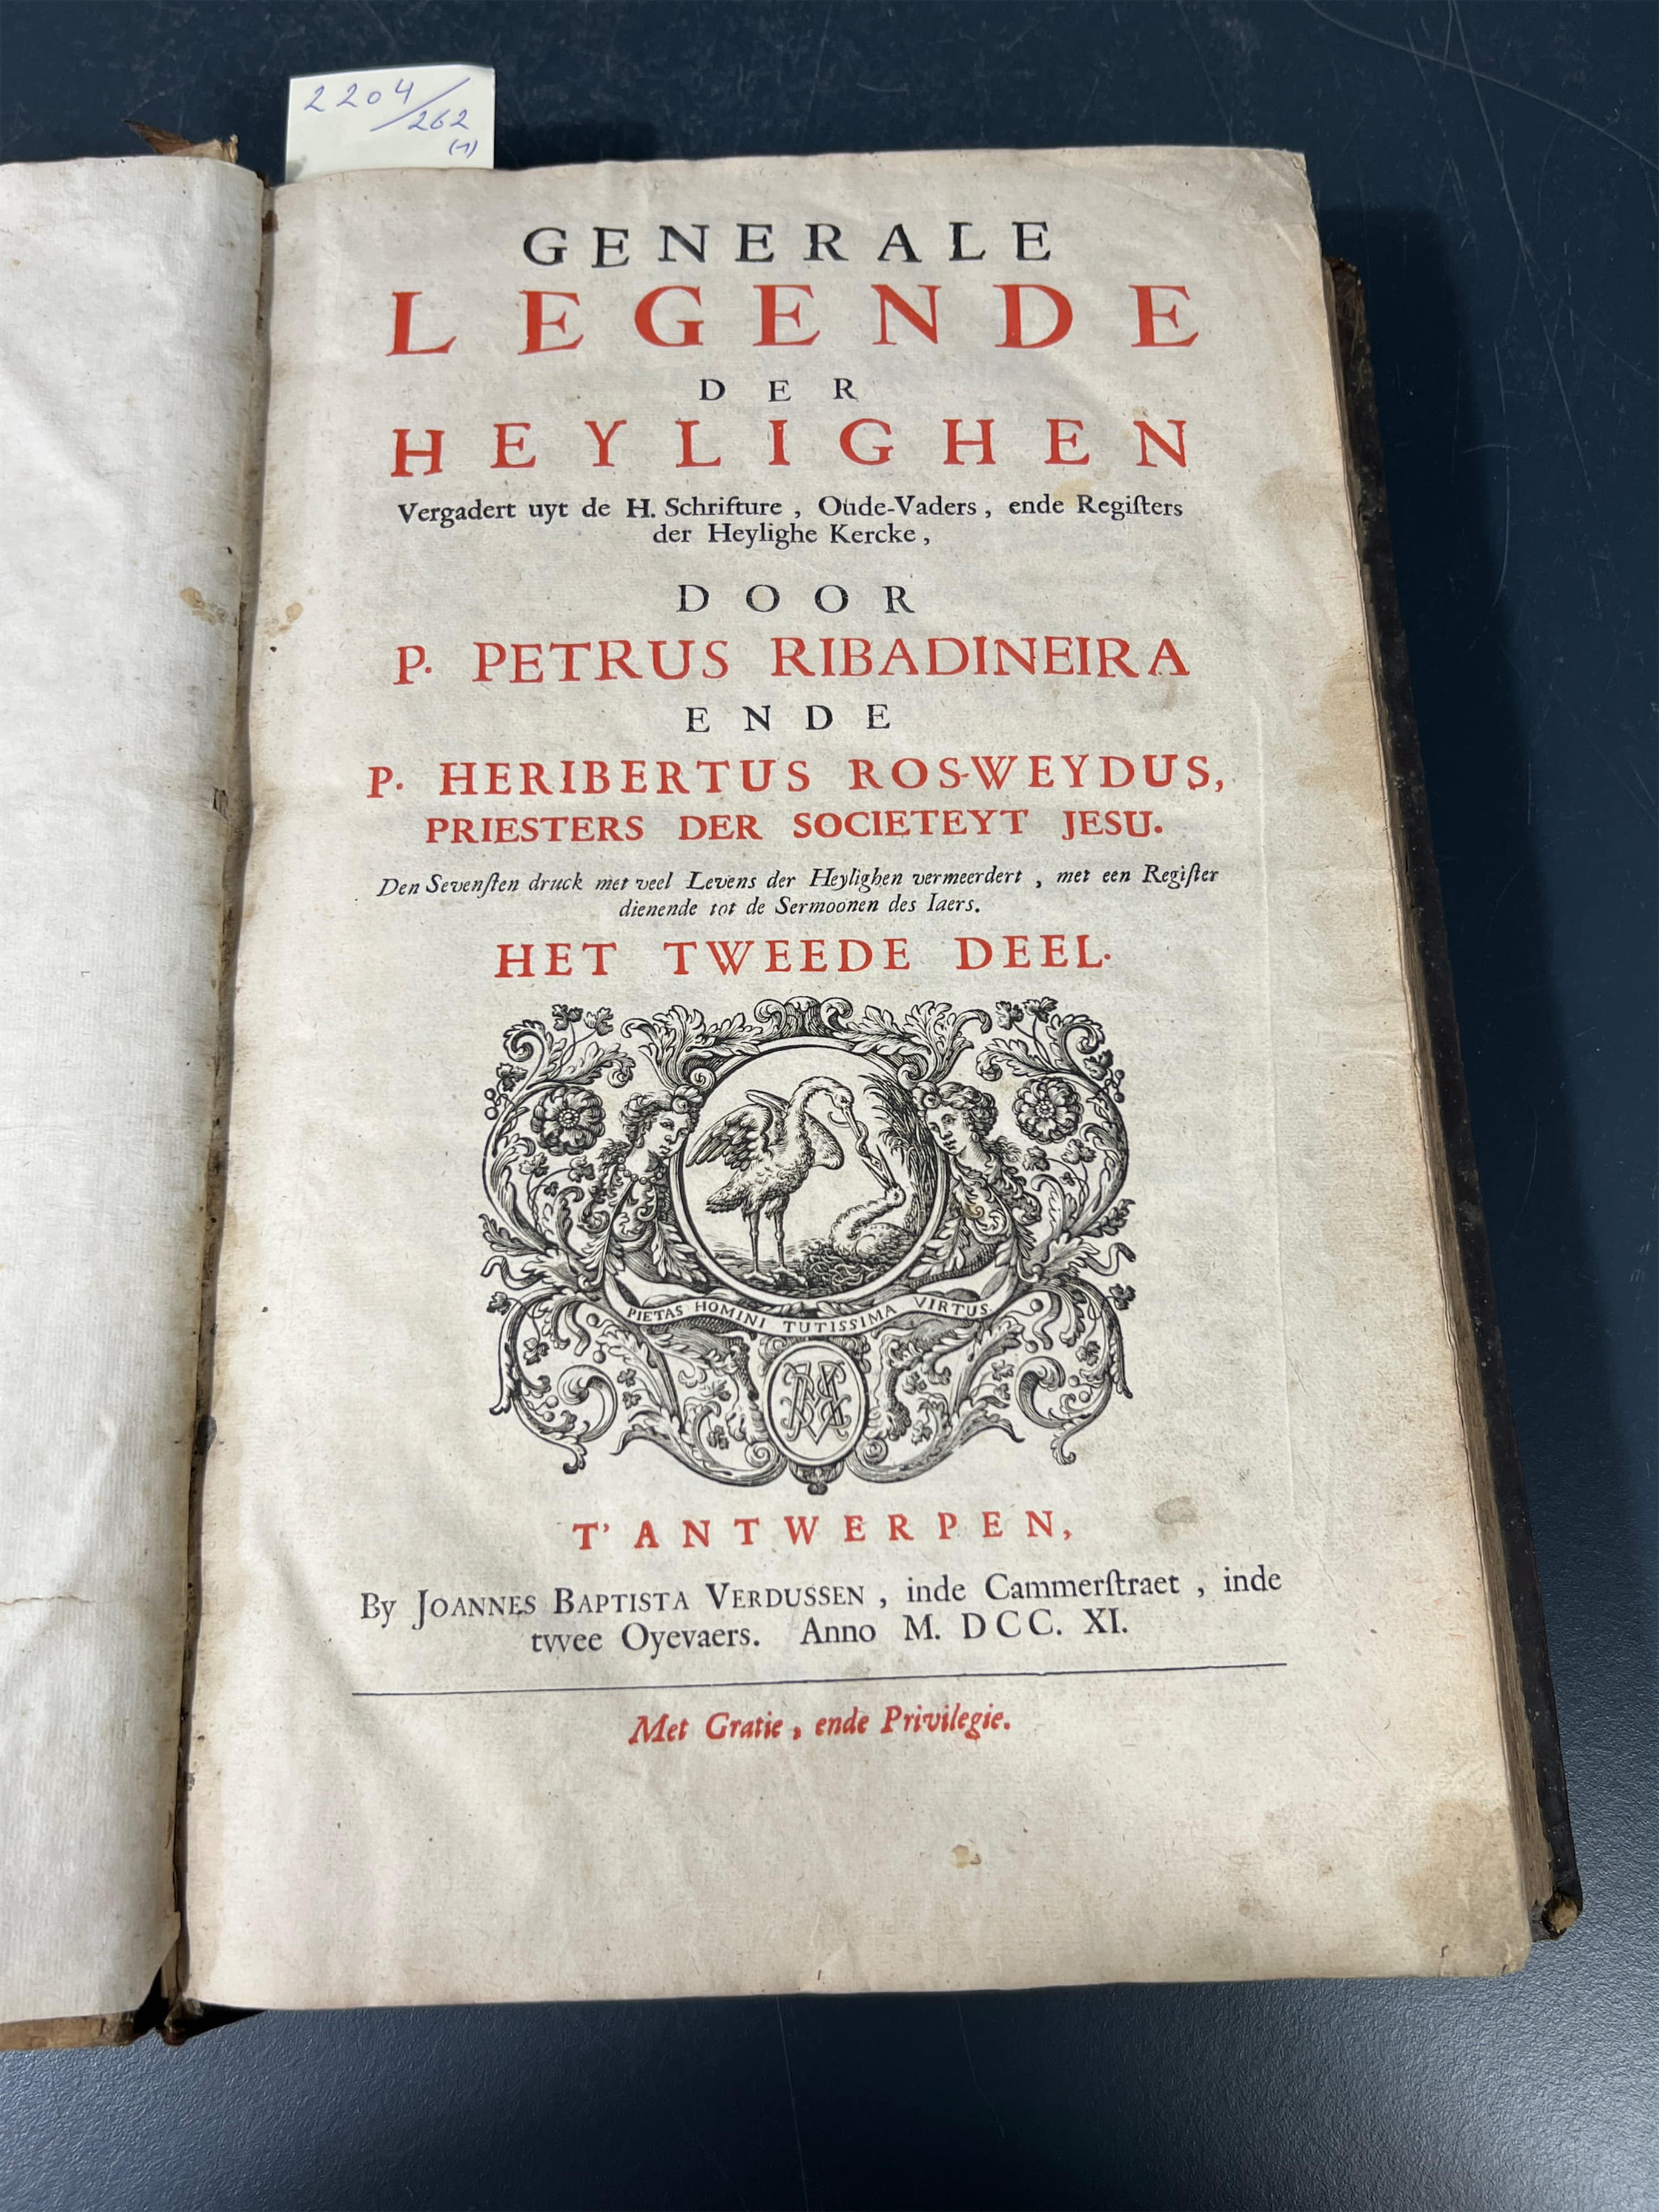 2204/262
(1)
GENERALE
LEGENDE
DER
HEYLIGHEN
Vergadert uyt de H. Schrifture, Oude-Vaders, ende Regiſters
der Heylighe Kercke,
DOOR
P. PETRUS RIBADINEIRA
ENDE
P. HERIBERTUS ROS-WEYDUS,
PRIESTERS DER SOCIETEYT JESU.
Den Sevenſten druck met veel Levens der Heylighen vermeerdert, met een Regiſter
dienende tot de Sermoonen des Iaers.
HET TWEEDE DEEL.
PIETAS HOMINI TUTISSIMA VIRTUS.
T'ANTWERPEN,
By JOANNES BAPTISTA VERDUSSEN, inde Cammerſtraet, inde
twee Oyevaers. Anno M. DCC. XI.
Met Gratie, ende Privilegie.